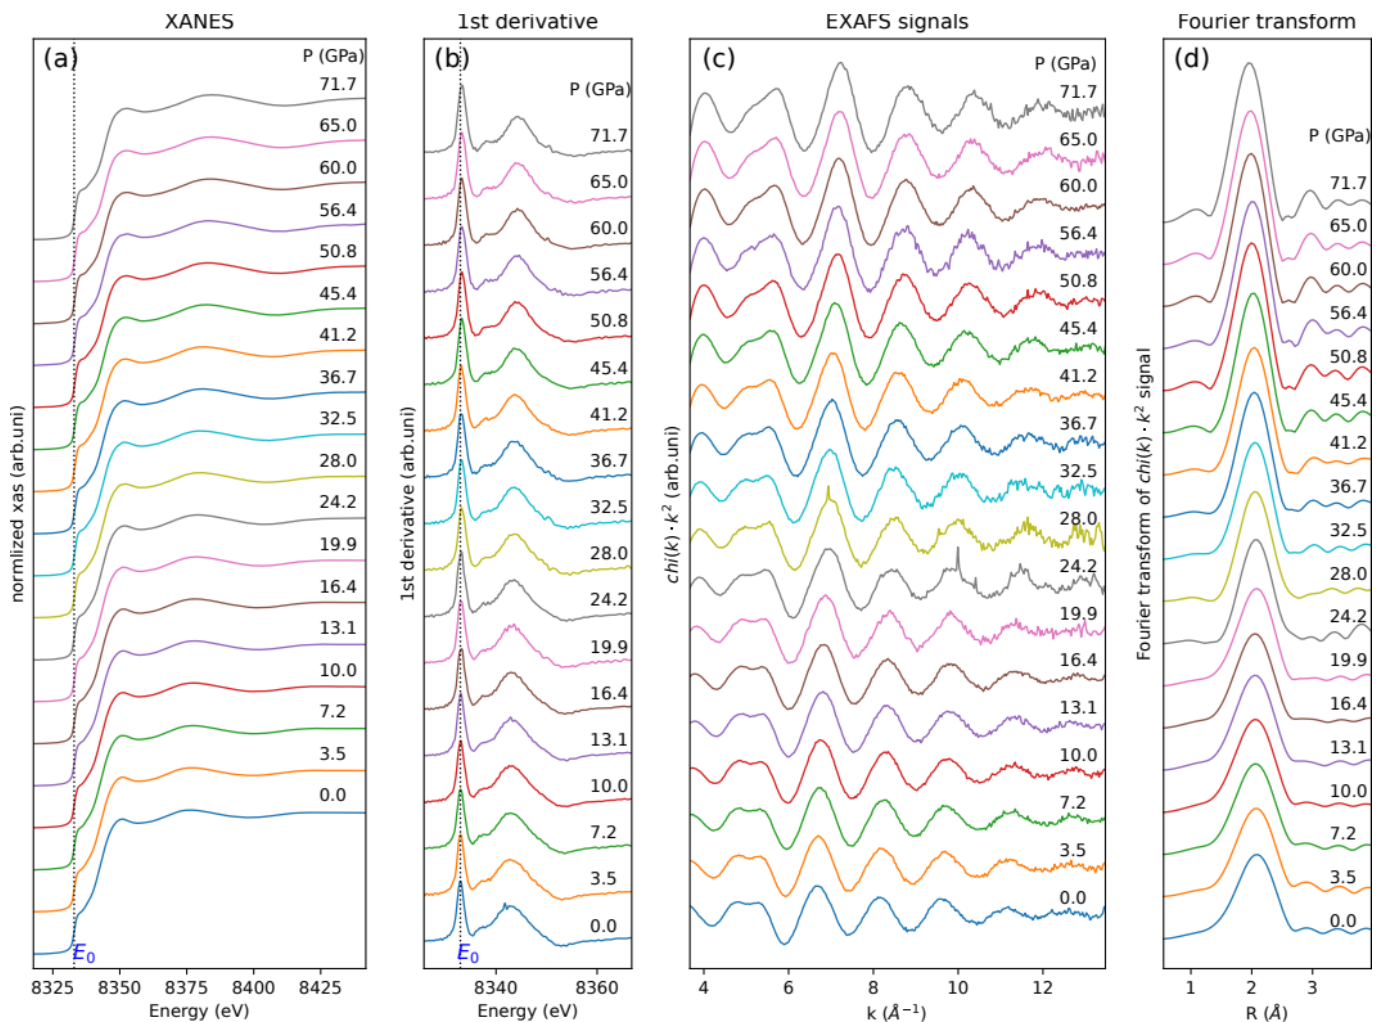 XANES
(a)
P (GPa)
71.7
65.0
60.0
56.4
50.8
45.4
41.2
36.7
32.5
28.0
24.2
19.9
16.4
13.1
10.0
7.2
3.5
0.0
E0
normlized xas (arb.uni)
8325 8350 8375 8400 8425
Energy (eV)
1st derivative
(b)
P (GPa)
71.7
65.0
60.0
56.4
50.8
45.4
41.2
36.7
32.5
28.0
24.2
19.9
16.4
13.1
10.0
7.2
3.5
0.0
E0
1st derivative (arb.uni)
8340 8360
Energy (eV)
EXAFS signals
(c)
P (GPa)
71.7
65.0
60.0
56.4
50.8
45.4
41.2
36.7
32.5
28.0
24.2
19.9
16.4
13.1
10.0
7.2
3.5
0.0
chi(k) · k² (arb.uni)
4 6 8 10 12
k (Å⁻¹)
Fourier transform
(d)
P (GPa)
71.7
65.0
60.0
56.4
50.8
45.4
41.2
36.7
32.5
28.0
24.2
19.9
16.4
13.1
10.0
7.2
3.5
0.0
Fourier transform of chi(k) · k² signal
1 2 3
R (Å)